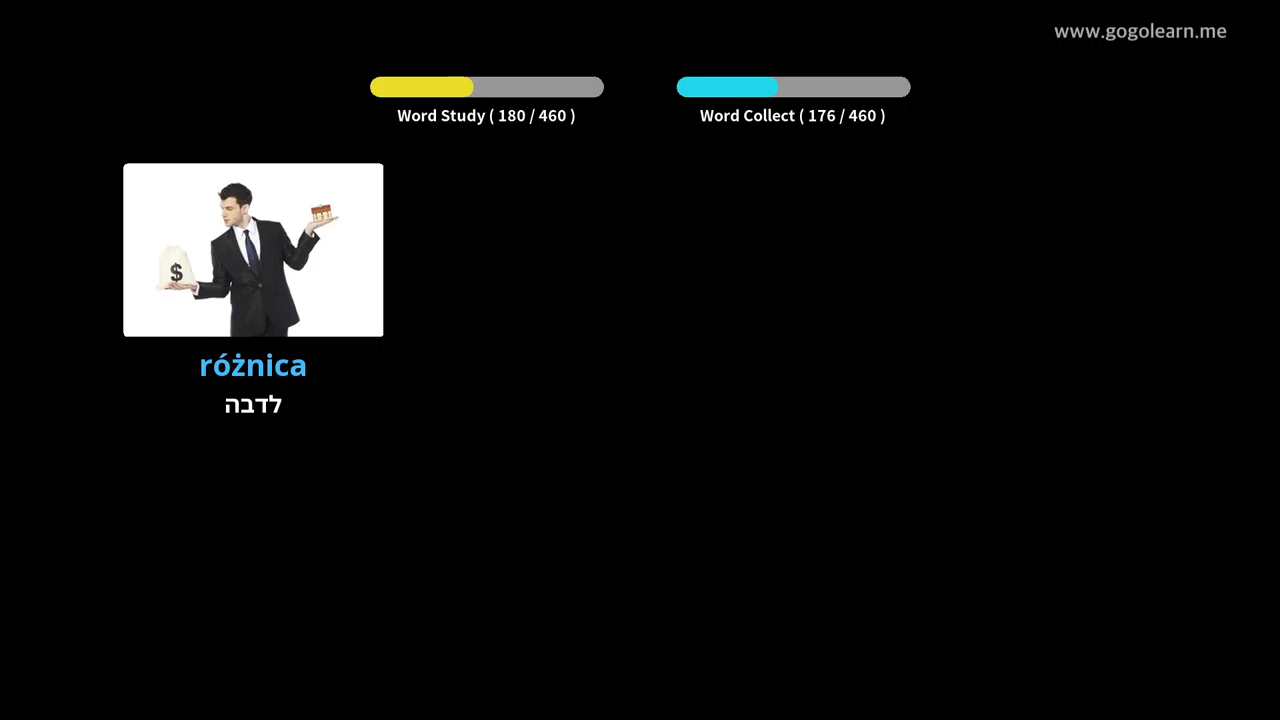 www.gogolearn.me
Word Study ( 180 / 460 )
Word Collect ( 176 / 460 )
$
różnica
לדבה